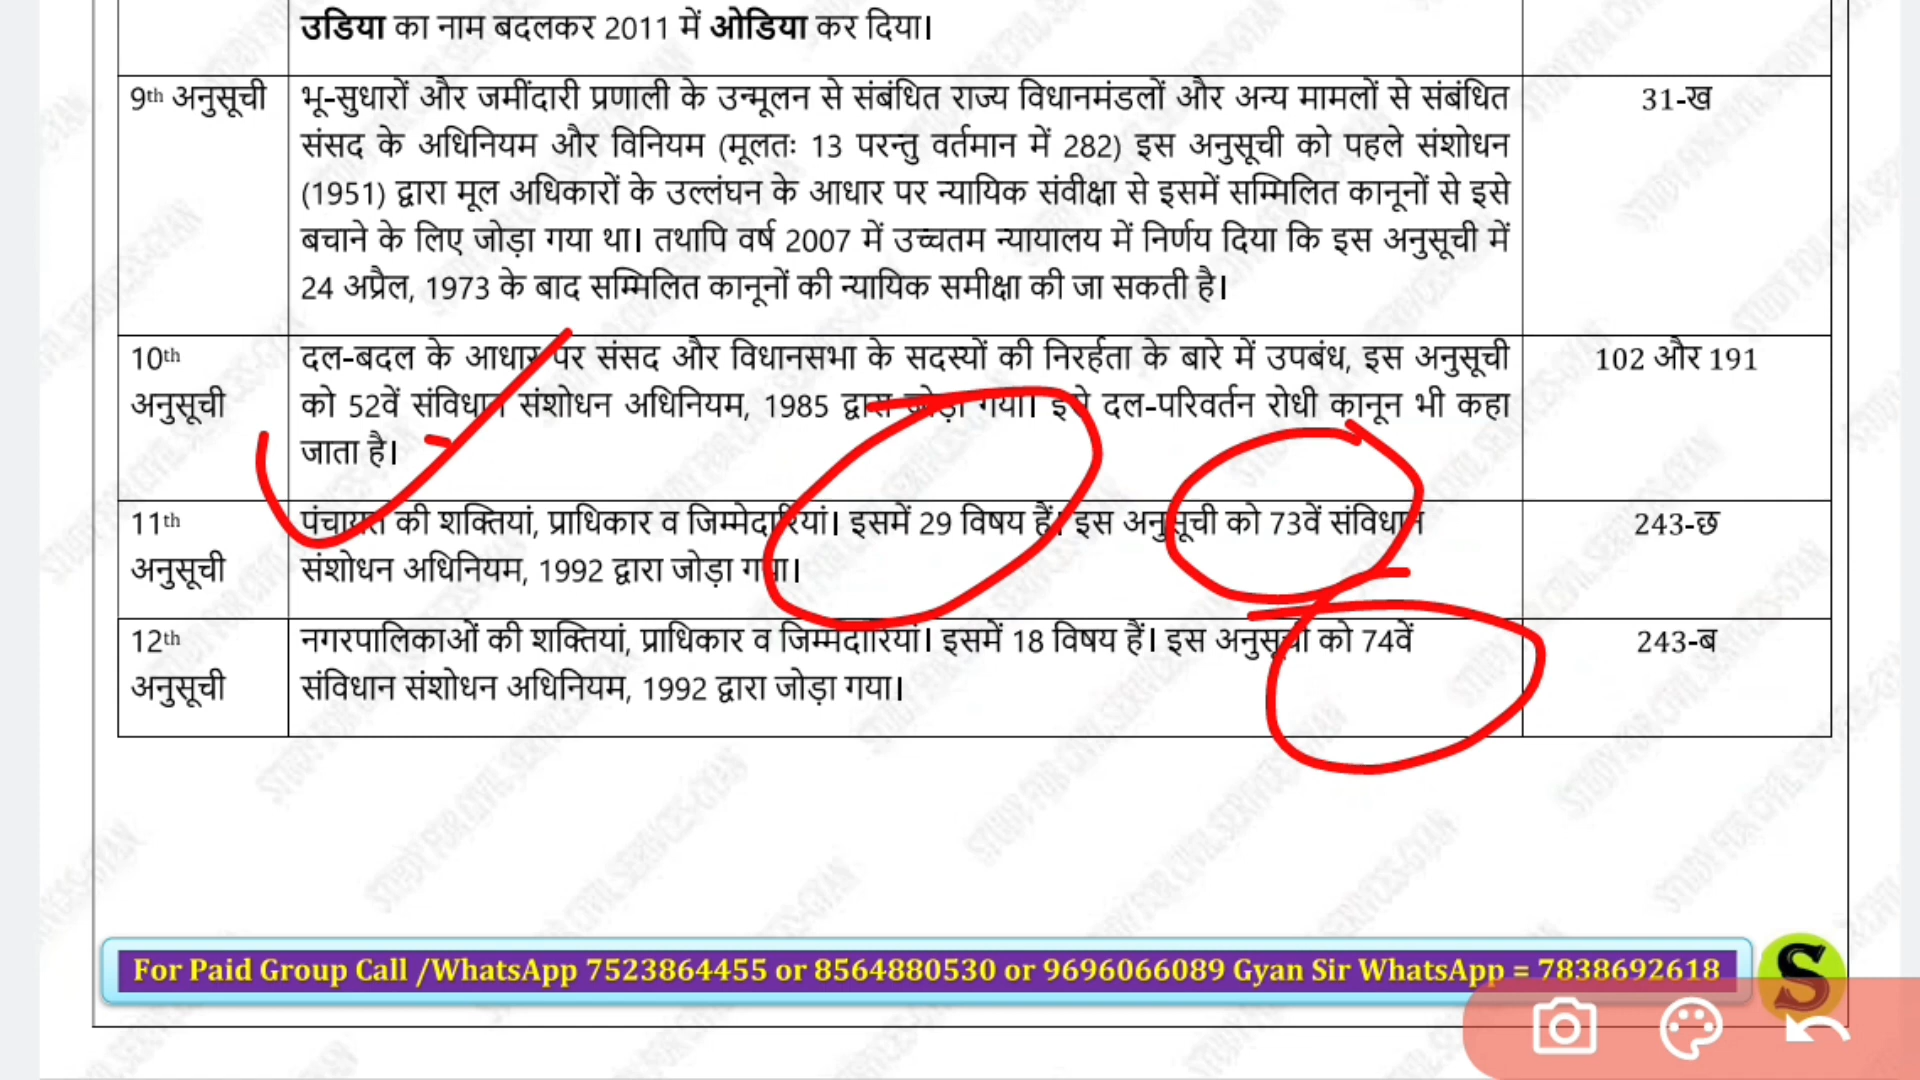 उडिया का नाम बदलकर 2011 में ओडिया कर दिया।
9th अनुसूची
भू-सुधारों और जमींदारी प्रणाली के उन्मूलन से संबंधित राज्य विधानमंडलों और अन्य मामलों से संबंधित
संसद के अधिनियम और विनियम (मूलतः 13 परन्तु वर्तमान में 282) इस अनुसूची को पहले संशोधन
(1951) द्वारा मूल अधिकारों के उल्लंघन के आधार पर न्यायिक संवीक्षा से इसमें सम्मिलित कानूनों से इसे
बचाने के लिए जोड़ा गया था। तथापि वर्ष 2007 में उच्चतम न्यायालय में निर्णय दिया कि इस अनुसूची में
24 अप्रैल, 1973 के बाद सम्मिलित कानूनों की न्यायिक समीक्षा की जा सकती है।
31-ख
10th
अनुसूची
दल-बदल के आधार पर संसद और विधानसभा के सदस्यों की निरर्हता के बारे में उपबंध, इस अनुसूची
को 52वें संविधान संशोधन अधिनियम, 1985 द्वारा जोड़ा गया। इसे दल-परिवर्तन रोधी कानून भी कहा
जाता है।
102 और 191
11th
अनुसूची
पंचायत की शक्तियां, प्राधिकार व जिम्मेदारियां। इसमें 29 विषय हैं। इस अनुसूची को 73वें संविधान
संशोधन अधिनियम, 1992 द्वारा जोड़ा गया।
243-छ
12th
अनुसूची
नगरपालिकाओं की शक्तियां, प्राधिकार व जिम्मेदारियां। इसमें 18 विषय हैं। इस अनुसूची को 74वें
संविधान संशोधन अधिनियम, 1992 द्वारा जोड़ा गया।
243-ब
For Paid Group Call /WhatsApp 7523864455 or 8564880530 or 9696066089 Gyan Sir WhatsApp = 7838692618
S